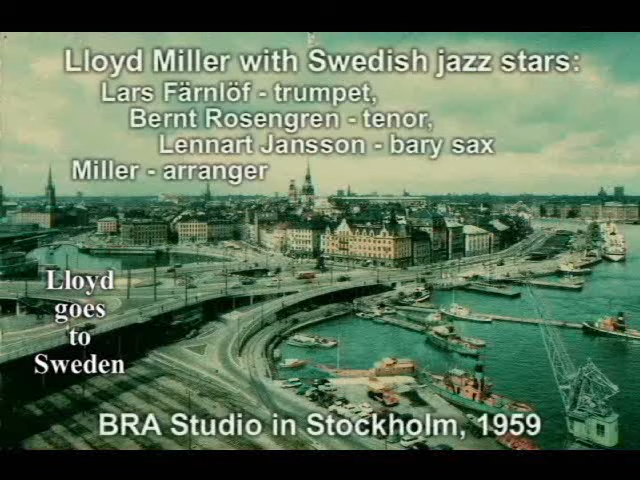 Lloyd Miller with Swedish jazz stars:
Lars Färnlöf - trumpet,
Bernt Rosengren - tenor,
Lennart Jansson - bary sax
Miller - arranger
Lloyd
goes
to
Sweden
BRA Studio in Stockholm, 1959